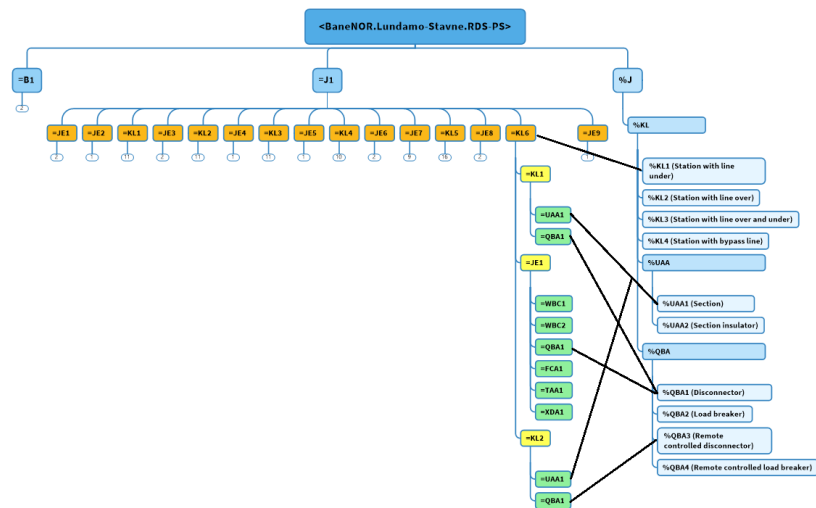 <BaneNOR.Lundamo-Stavne.RDS-PS>
=B1
=J1
%J
2
=JE1
=JE2
=KL1
=JE3
=KL2
=JE4
=KL3
=JE5
=KL4
=JE6
=JE7
=KL5
=JE8
=KL6
=JE9
2
1
11
2
11
1
11
1
10
2
9
16
2
1
%KL
%KL1 (Station with line
under)
%KL2 (Station with line over)
%KL3 (Station with line over and under)
%KL4 (Station with bypass line)
%UAA
%UAA1 (Section)
%UAA2 (Section insulator)
%QBA
%QBA1 (Disconnector)
%QBA2 (Load breaker)
%QBA3 (Remote
controlled disconnector)
%QBA4 (Remote controlled load breaker)
=KL1
=UAA1
=QBA1
=JE1
=WBC1
=WBC2
=QBA1
=FCA1
=TAA1
=XDA1
=KL2
=UAA1
=QBA1